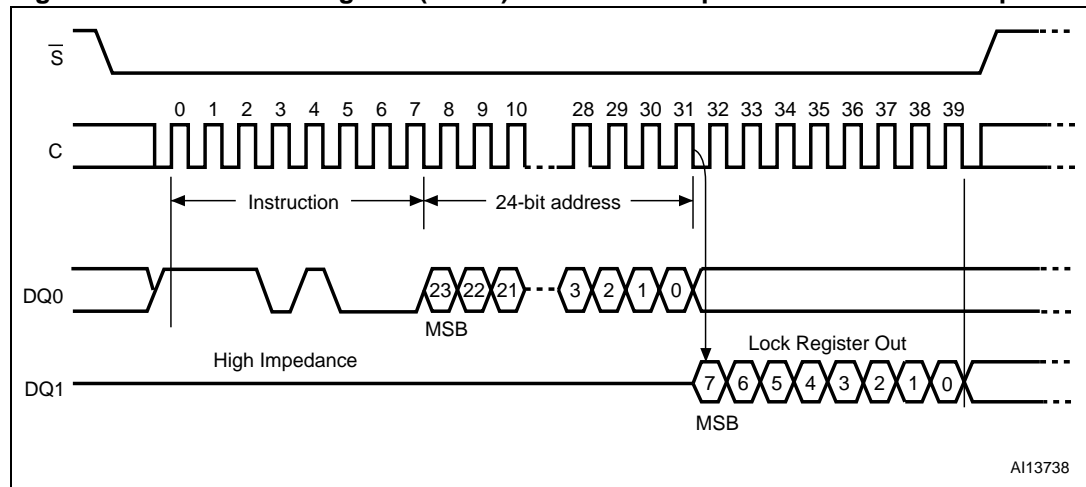 S
0 1 2 3 4 5 6 7 8 9 10 28 29 30 31 32 33 34 35 36 37 38 39
C
Instruction 24-bit address
DQ0 23 22 21 3 2 1 0
MSB
High Impedance Lock Register Out
DQ1 7 6 5 4 3 2 1 0
MSB
AI13738